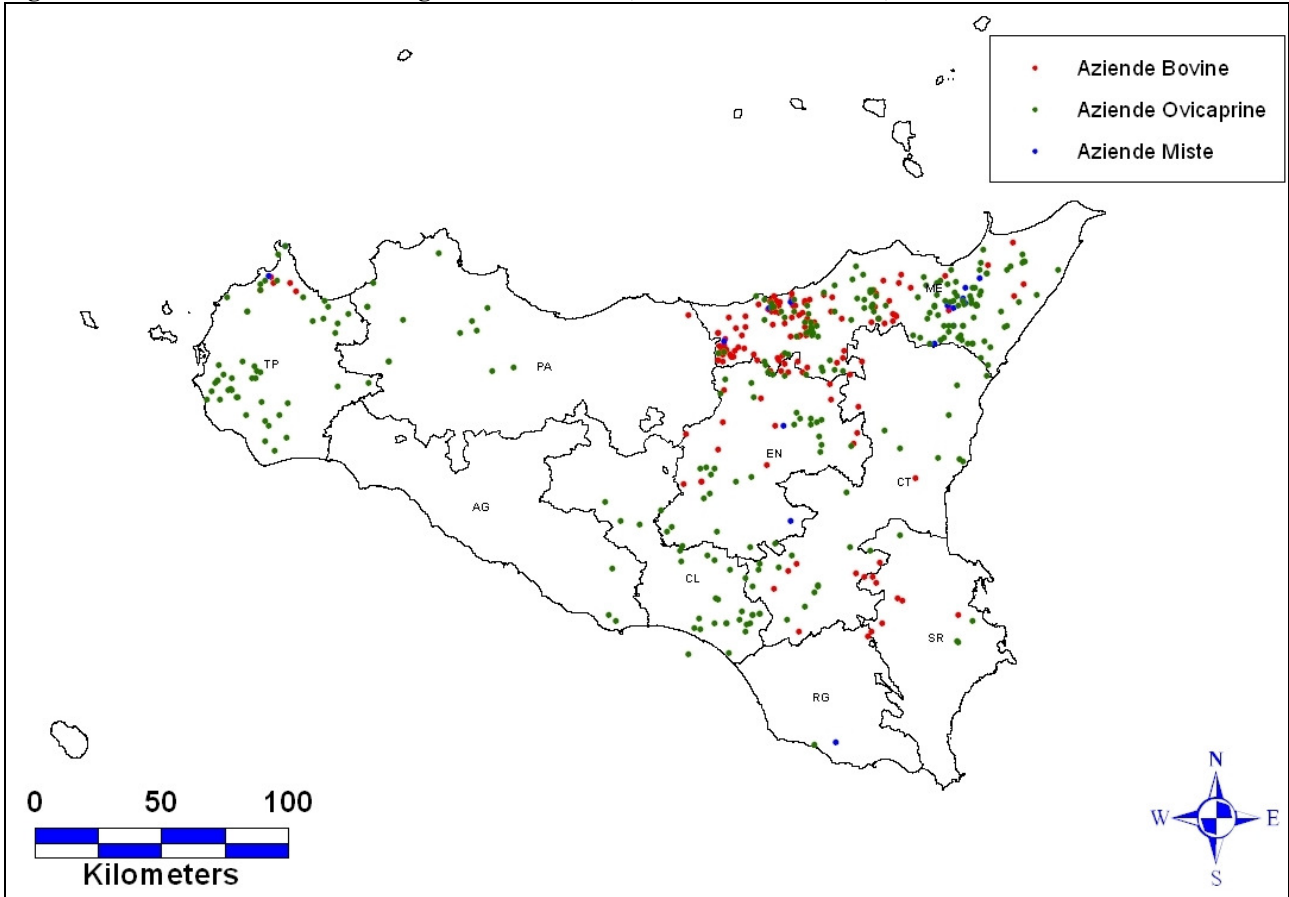 Aziende Bovine
Aziende Ovicaprine
Aziende Miste
ME
TP
PA
EN
AG
CT
CL
SR
RG
N
W E
S
0 50 100
Kilometers